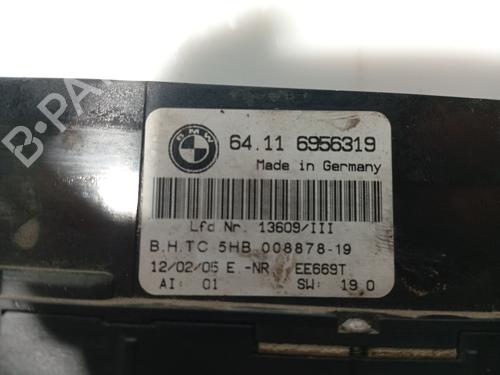 B-PARTS
BMW
64.11 6956319
Made in Germany
Lfd Nr. 13609/III
B.H.TC 5HB 008878-19
12/02/05 E.-NR EE669T
AI: 01 SW: 19.0